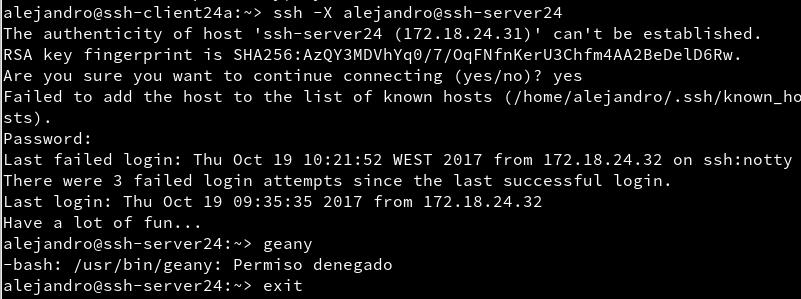 alejandro@ssh-client24a:~> ssh -X alejandro@ssh-server24
The authenticity of host 'ssh-server24 (172.18.24.31)' can't be established.
RSA key fingerprint is SHA256:AzQY3MDVhYq0/7/OqFNfnKerU3Chfm4AA2BeDelD6Rw.
Are you sure you want to continue connecting (yes/no)? yes
Failed to add the host to the list of known hosts (/home/alejandro/.ssh/known_ho
sts).
Password:
Last failed login: Thu Oct 19 10:21:52 WEST 2017 from 172.18.24.32 on ssh:notty
There were 3 failed login attempts since the last successful login.
Last login: Thu Oct 19 09:35:35 2017 from 172.18.24.32
Have a lot of fun...
alejandro@ssh-server24:~> geany
-bash: /usr/bin/geany: Permiso denegado
alejandro@ssh-server24:~> exit